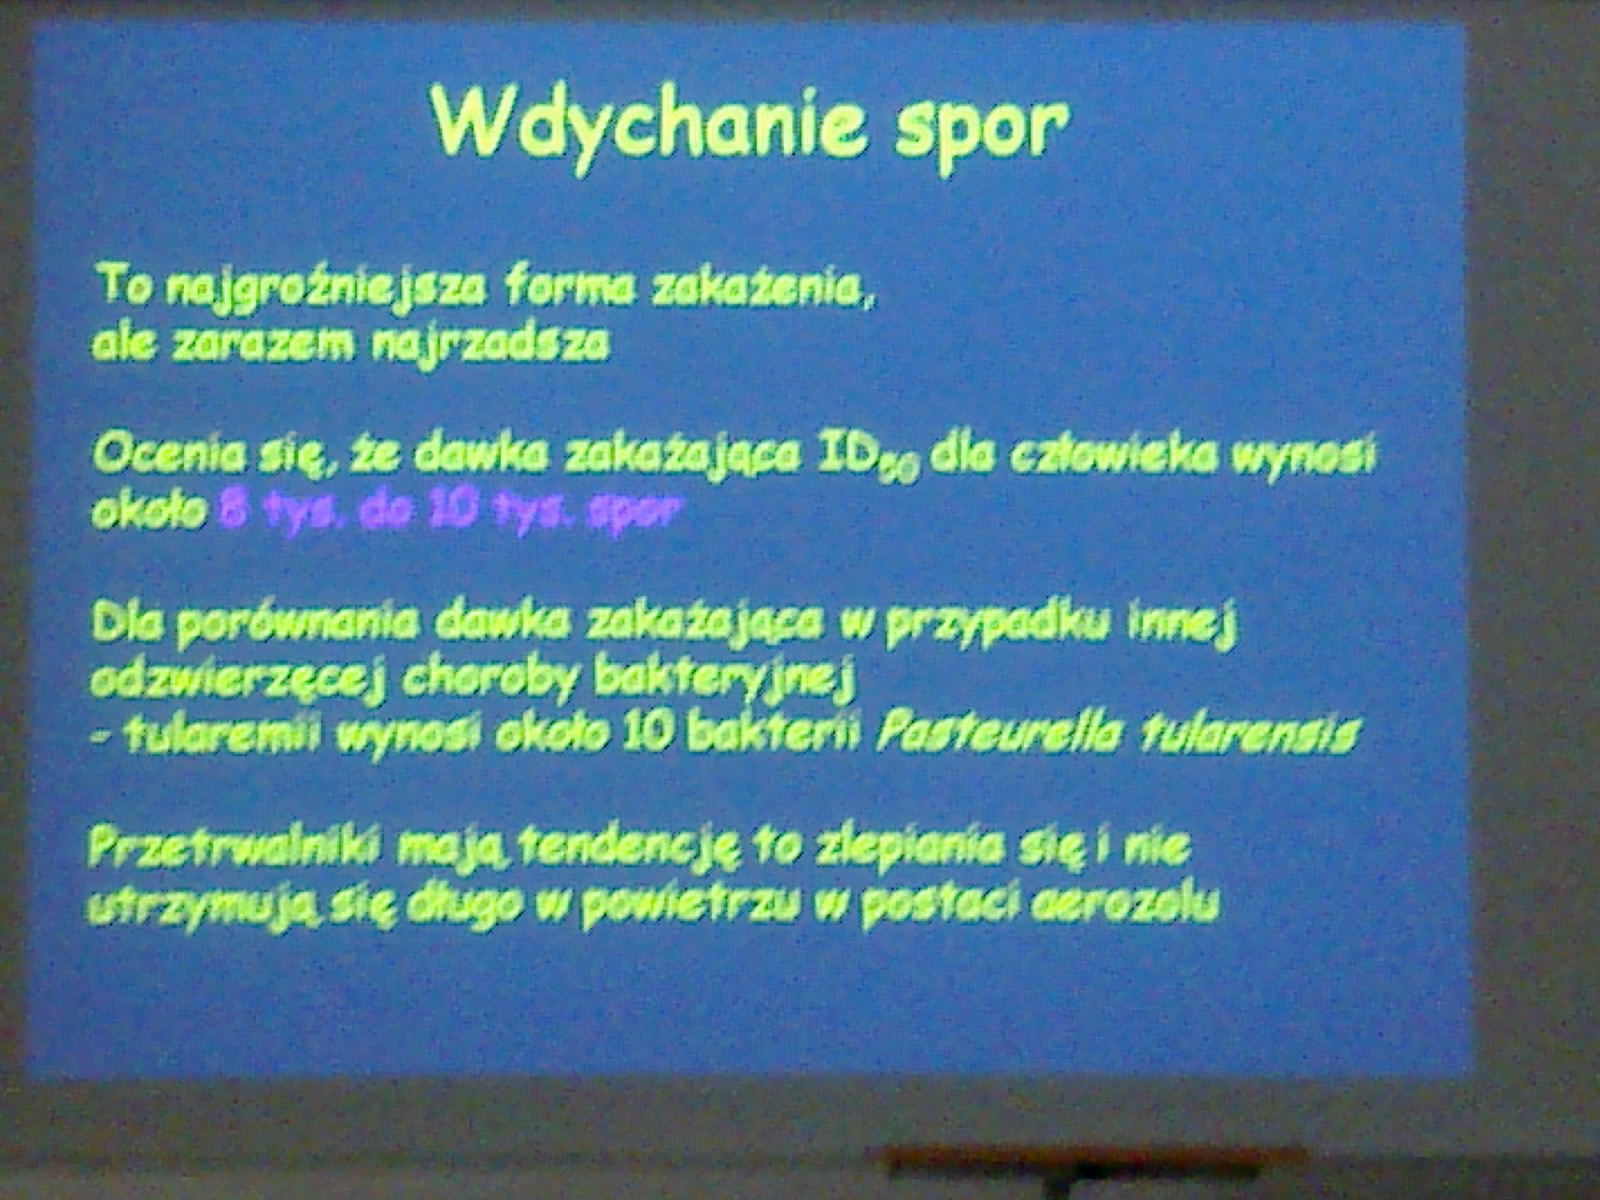 Wdychanie spor
To najgroźniejsza forma zakażenia,
ale zarazem najrzadsza
Ocenia się, że dawka zakażająca ID50 dla człowieka wynosi
około 8 tys. do 10 tys. spor
Dla porównania dawka zakażająca w przypadku innej
odzwierzęcej choroby bakteryjnej
- tularemii wynosi około 10 bakterii Pasteurella tularensis
Przetrwalniki mają tendencję to zlepiania się i nie
utrzymują się długo w powietrzu w postaci aerozolu